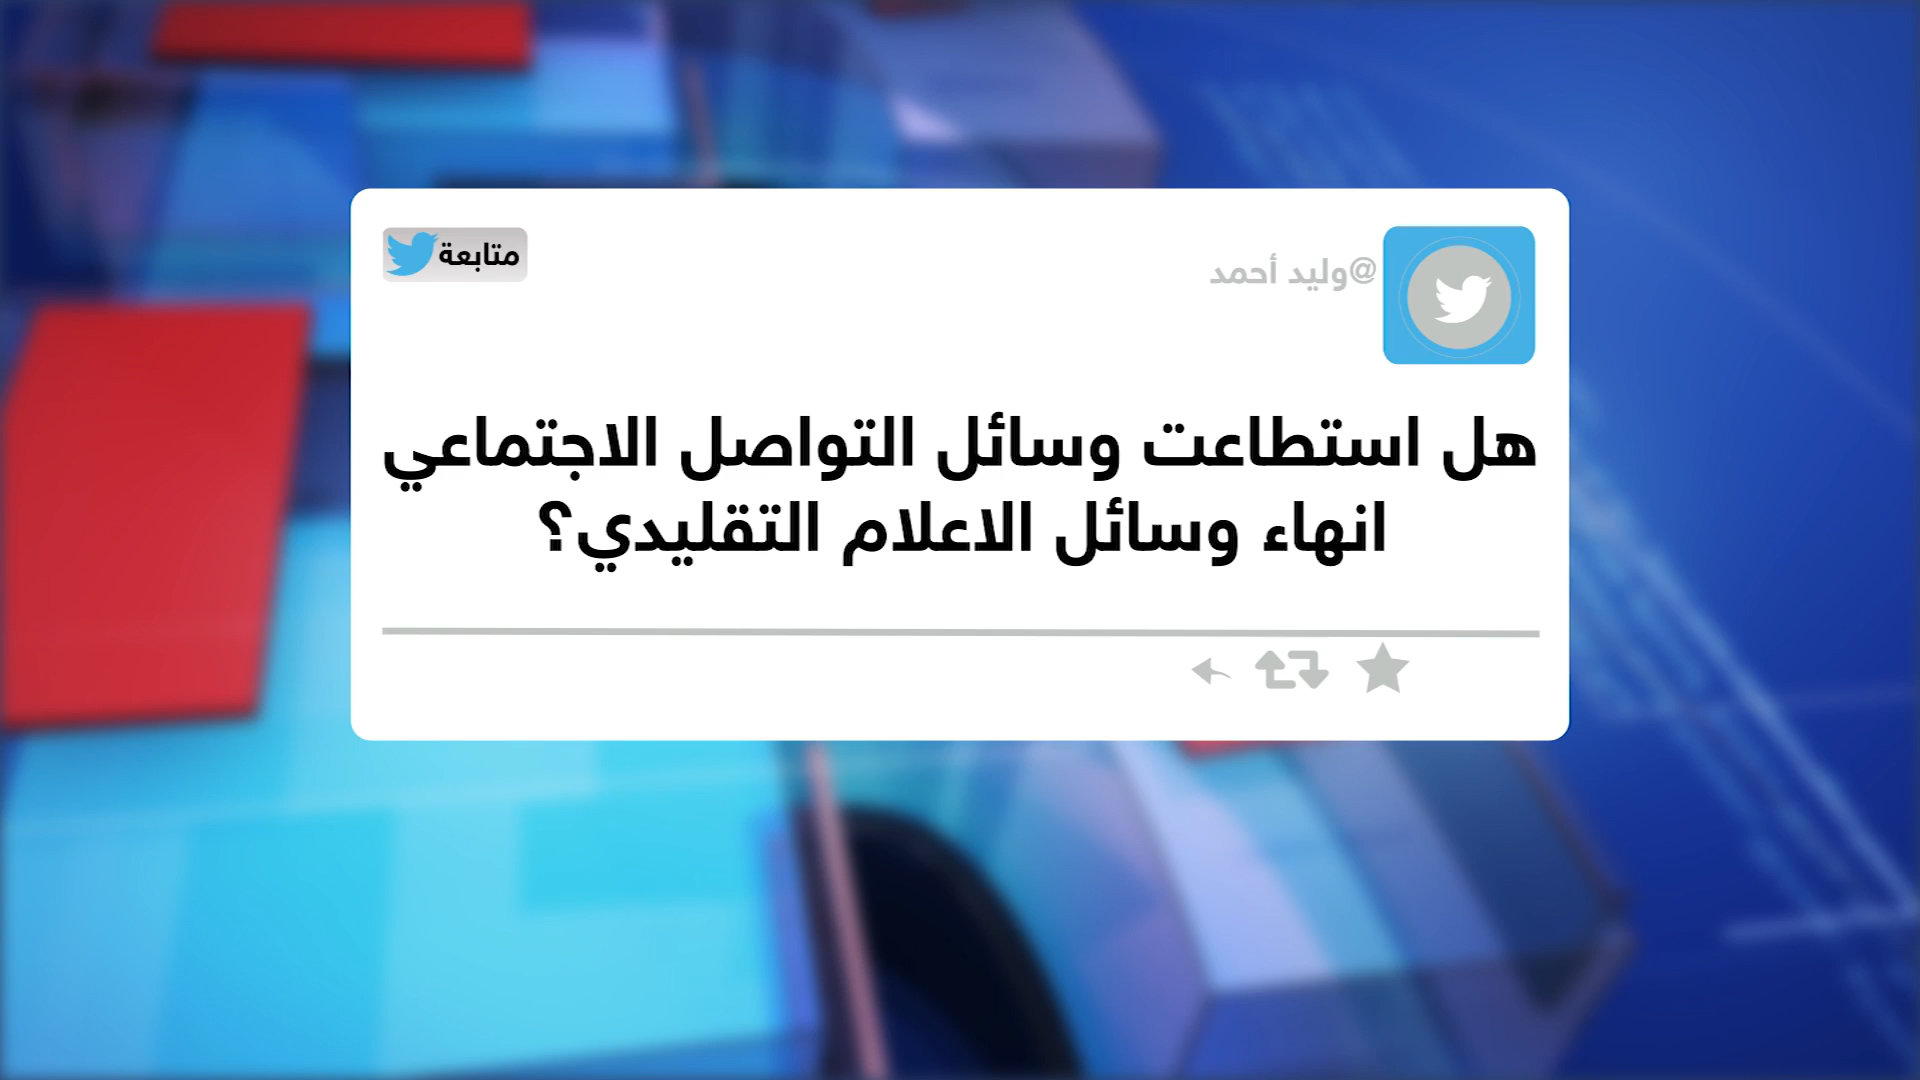 @وليد أحمد
متابعة
هل استطاعت وسائل التواصل الاجتماعي
انهاء وسائل الاعلام التقليدي؟